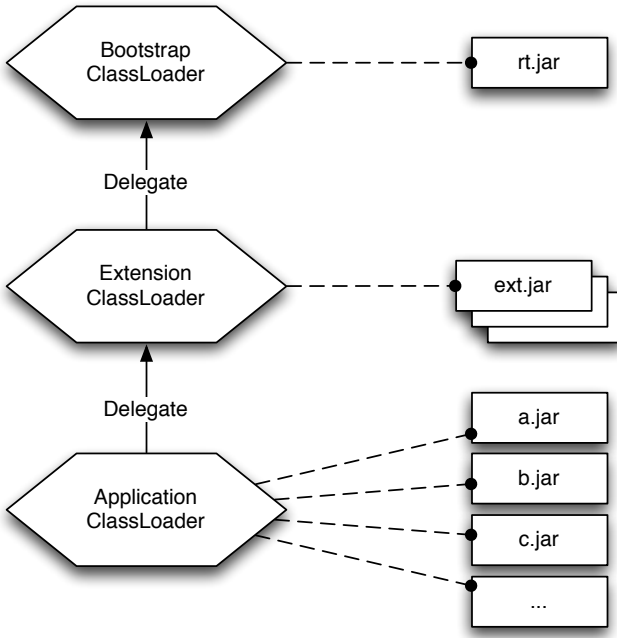 Bootstrap
ClassLoader
rt.jar
Delegate
Extension
ClassLoader
ext.jar
Delegate
a.jar
Application
ClassLoader
b.jar
c.jar
...